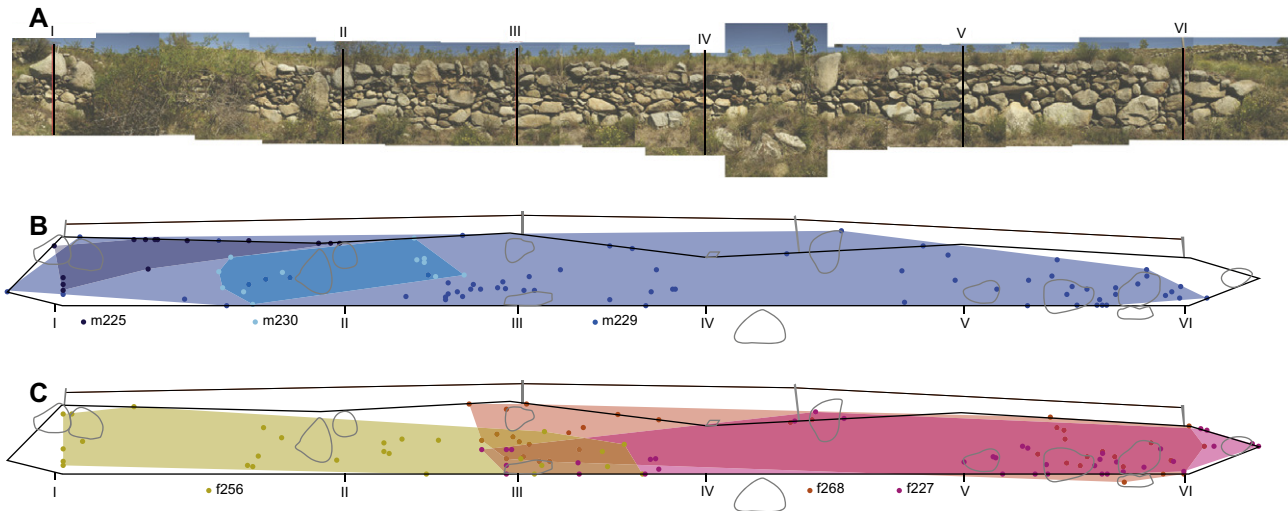 A
I II III IV V VI
B
I II III IV V VI
m225 m230 m229
C
I II III IV V VI
f256 f268 f227